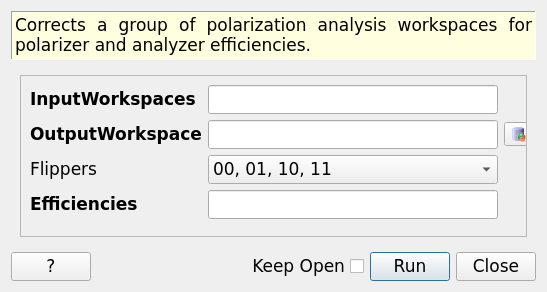 Corrects a group of polarization analysis workspaces for
polarizer and analyzer efficiencies.
InputWorkspaces
OutputWorkspace
Flippers 00, 01, 10, 11
Efficiencies
? Keep Open Run Close